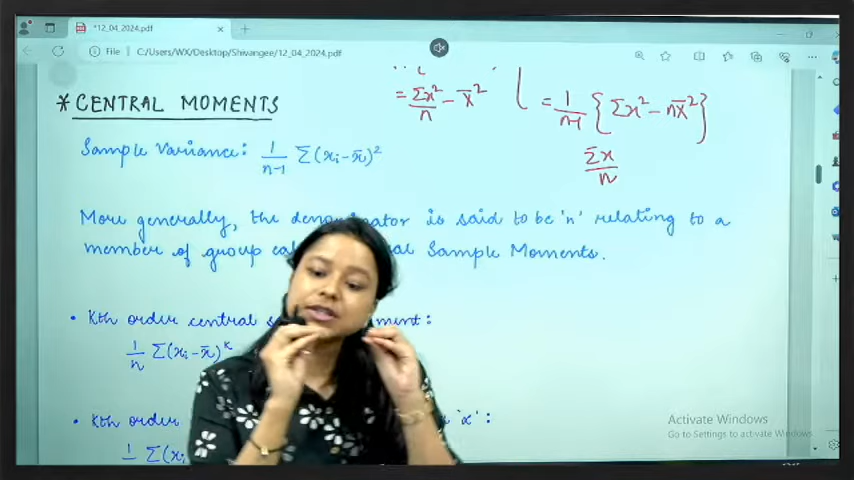 *12_04_2024.pdf
File C:/Users/WX/Desktop/Shivangee/12_04_2024.pdf
= Σx²/n - x̄²
= 1/n-1 { Σx² - nx̄² }
Σx/n
* CENTRAL MOMENTS
Sample Variance: 1/n-1 Σ(xi-x̄)²
More generally, the denominator is said to be 'n' relating to a
member of group Sample Moments.
• Kth order central ment:
1/n Σ(xi-x̄)^k
• Kth order 'α':
1 Σ(xi
Activate Windows
Go to Settings to activate Windows.